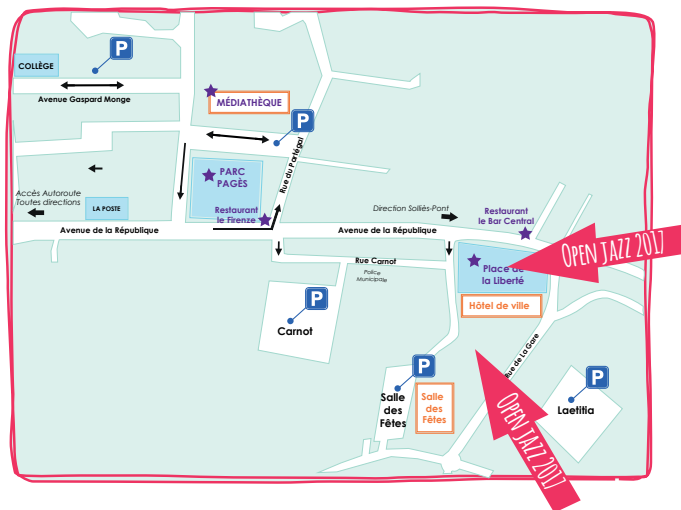 P
COLLÈGE
Avenue Gaspard Monge
MÉDIATHÈQUE
P
Rue du Partégal
PARC
PAGÈS
Accès Autoroute
Toutes directions
LA POSTE
Restaurant
le Firenze
Direction Solliès-Pont
Restaurant
le Bar Central
Avenue de la République
Avenue de la République
OPEN JAZZ 2017
Rue Carnot
Police
Municipale
Place de
la Liberté
P
Carnot
Hôtel de ville
Rue de La Gare
P
Salle
des
Fêtes
Salle
des
Fêtes
P
Laetitia
OPEN JAZZ 2017